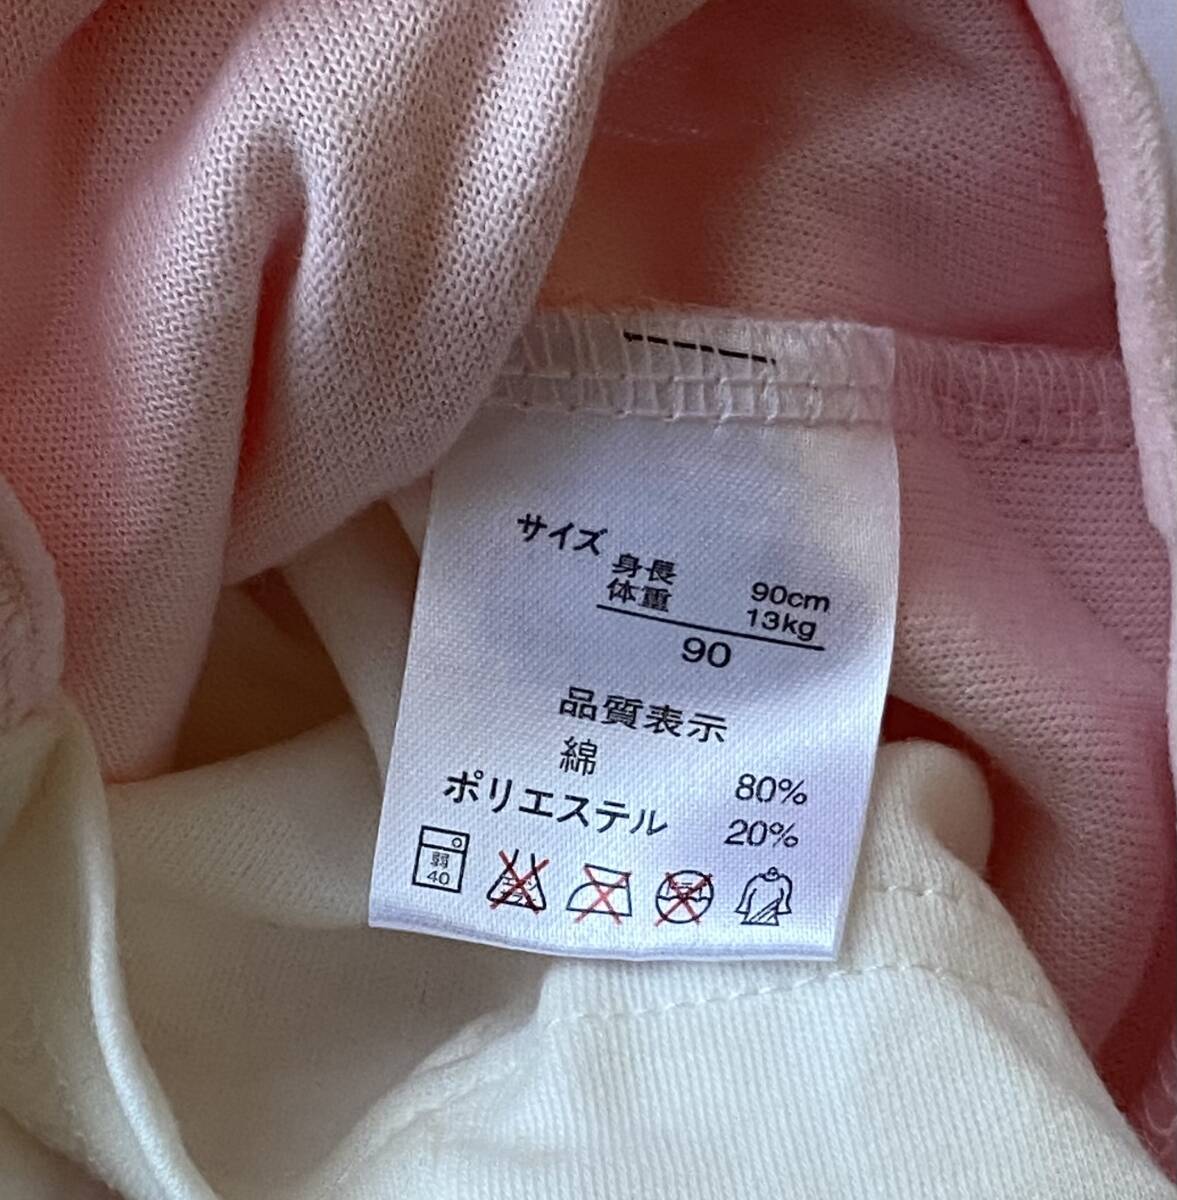 サイズ
身長 90cm
体重 13kg
90
品質表示
綿 80%
ポリエステル 20%
弱
40